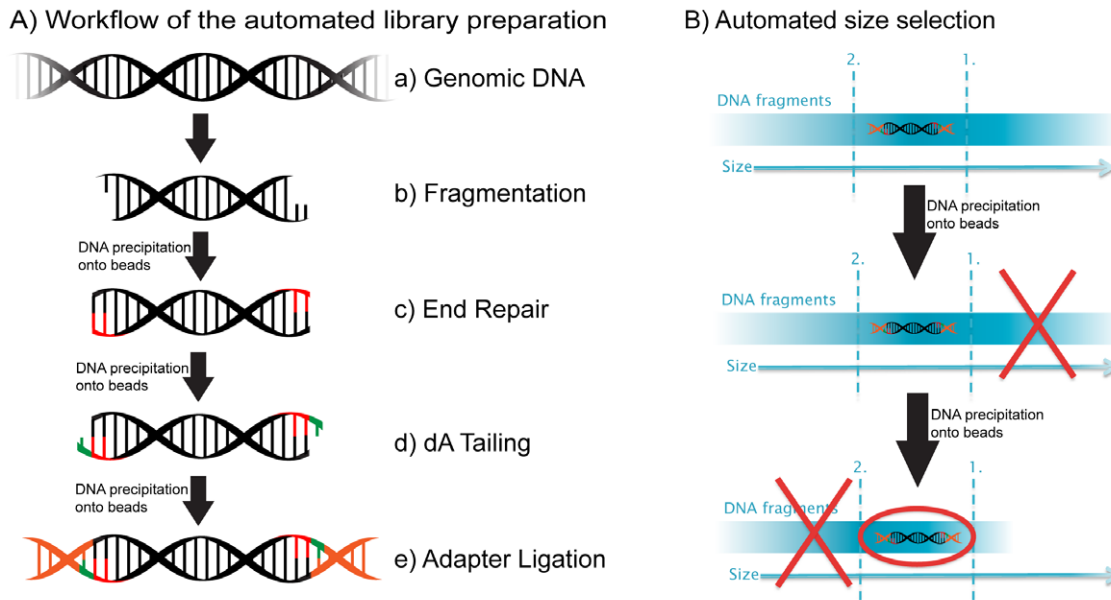 A) Workflow of the automated library preparation
a) Genomic DNA
b) Fragmentation
DNA precipitation
onto beads
c) End Repair
DNA precipitation
onto beads
d) dA Tailing
DNA precipitation
onto beads
e) Adapter Ligation
B) Automated size selection
2. 1.
DNA fragments
Size
DNA precipitation
onto beads
2. 1.
DNA fragments
Size
DNA precipitation
onto beads
2. 1.
DNA fragments
Size